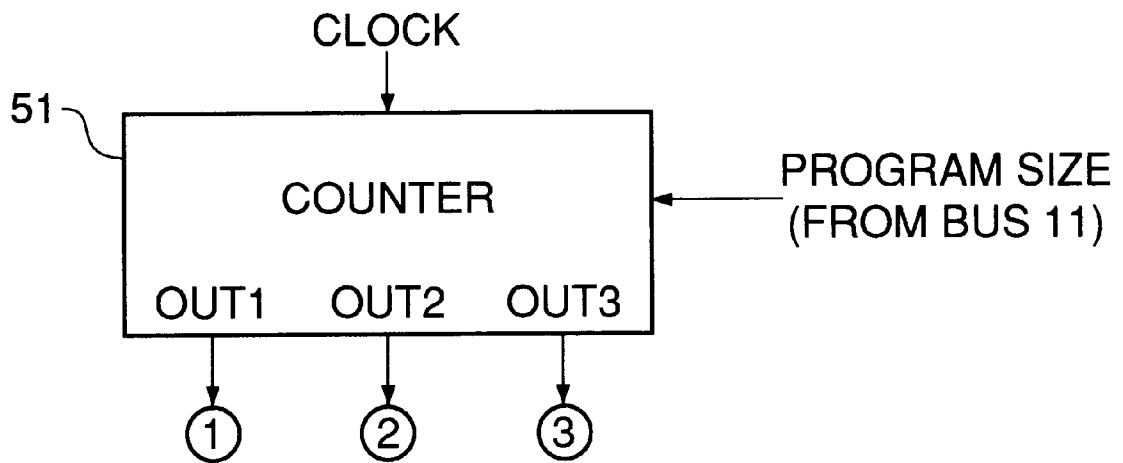 CLOCK
51
COUNTER
PROGRAM SIZE
(FROM BUS 11)
OUT1 OUT2 OUT3
1 2 3